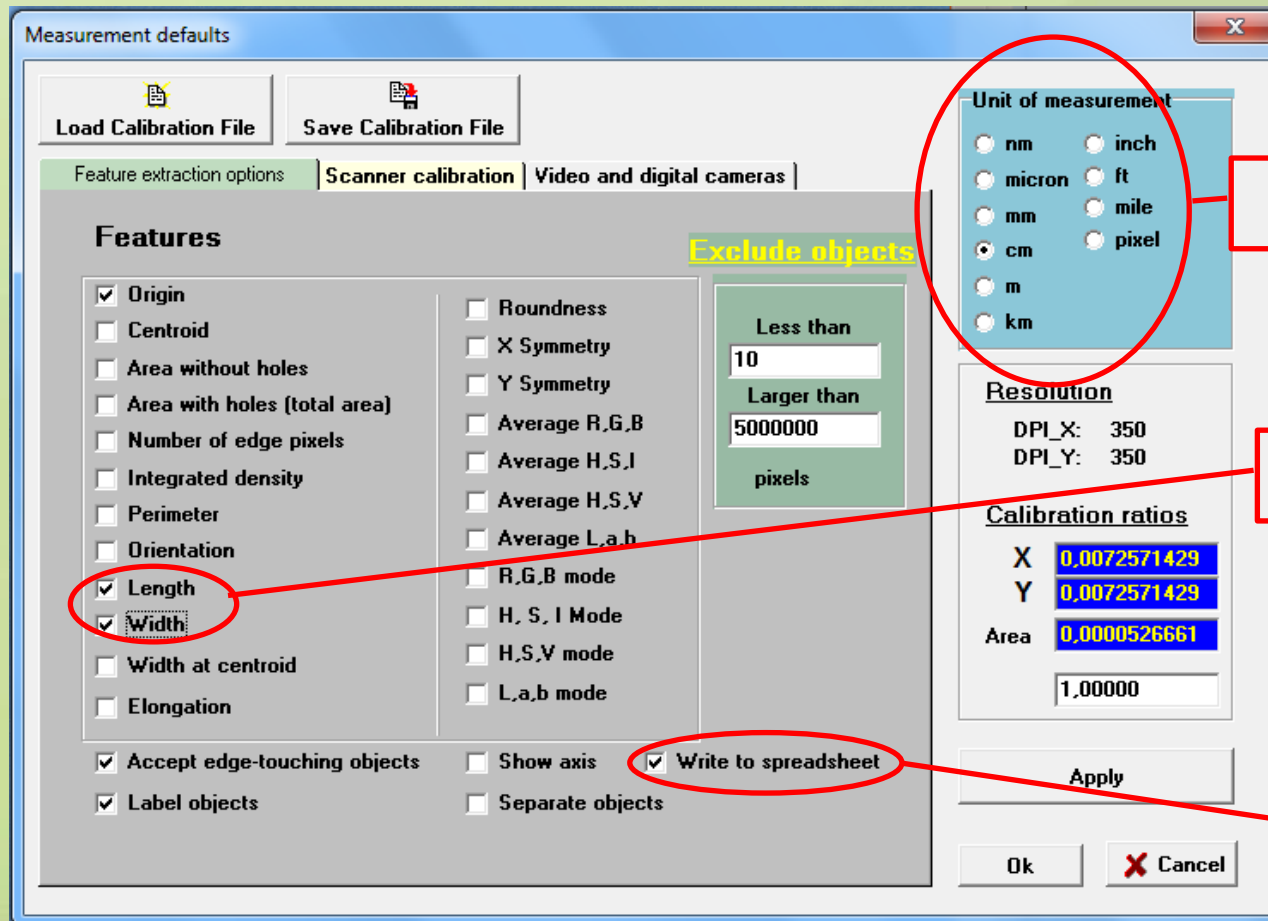 Measurement defaults
x
Load Calibration File
Save Calibration File
Feature extraction options
Scanner calibration
Video and digital cameras
Features
Origin
Centroid
Area without holes
Area with holes (total area)
Number of edge pixels
Integrated density
Perimeter
Orientation
Length
Width
Width at centroid
Elongation
Roundness
X Symmetry
Y Symmetry
Average R,G,B
Average H,S,I
Average H,S,V
Average L,a,b
R,G,B mode
H, S, I Mode
H,S,V mode
L,a,b mode
Exclude objects
Less than
10
Larger than
5000000
pixels
Accept edge-touching objects
Label objects
Show axis
Separate objects
Write to spreadsheet
Unit of measurement
nm
micron
mm
cm
m
km
inch
ft
mile
pixel
Resolution
DPI_X: 350
DPI_Y: 350
Calibration ratios
X 0,0072571429
Y 0,0072571429
Area 0,0000526661
1,00000
Apply
Ok
Cancel